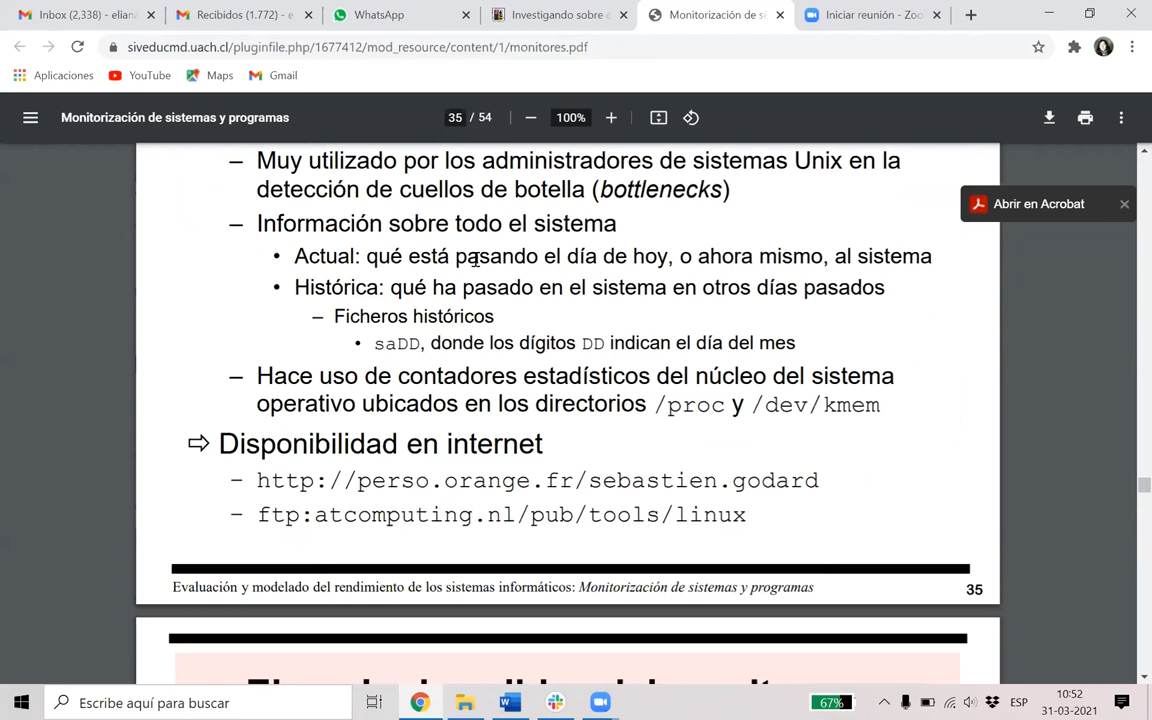 Inbox (2,338) - elian
Recibidos (1.772) - e
WhatsApp
Investigando sobre
Monitorización de si
Iniciar reunión - Zoo
siveducmd.uach.cl/pluginfile.php/1677412/mod_resource/content/1/monitores.pdf
Aplicaciones
YouTube
Maps
Gmail
Monitorización de sistemas y programas
35 / 54
100%
– Muy utilizado por los administradores de sistemas Unix en la
detección de cuellos de botella (bottlenecks)
Abrir en Acrobat
– Información sobre todo el sistema
• Actual: qué está pasando el día de hoy, o ahora mismo, al sistema
• Histórica: qué ha pasado en el sistema en otros días pasados
– Ficheros históricos
• saDD, donde los dígitos DD indican el día del mes
– Hace uso de contadores estadísticos del núcleo del sistema
operativo ubicados en los directorios /proc y /dev/kmem
⇨ Disponibilidad en internet
– http://perso.orange.fr/sebastien.godard
– ftp:atcomputing.nl/pub/tools/linux
Evaluación y modelado del rendimiento de los sistemas informáticos: Monitorización de sistemas y programas
35
Escribe aquí para buscar
67%
ESP
10:52
31-03-2021